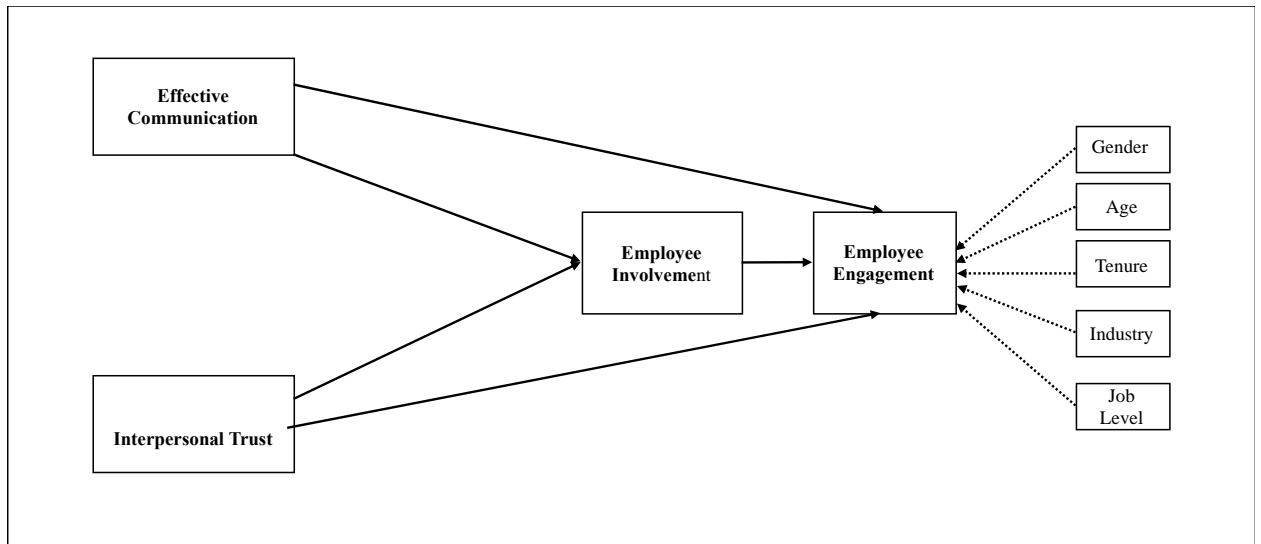 Effective
Communication
Gender
Age
Employee
Involvement
Employee
Engagement
Tenure
Industry
Job
Level
Interpersonal Trust